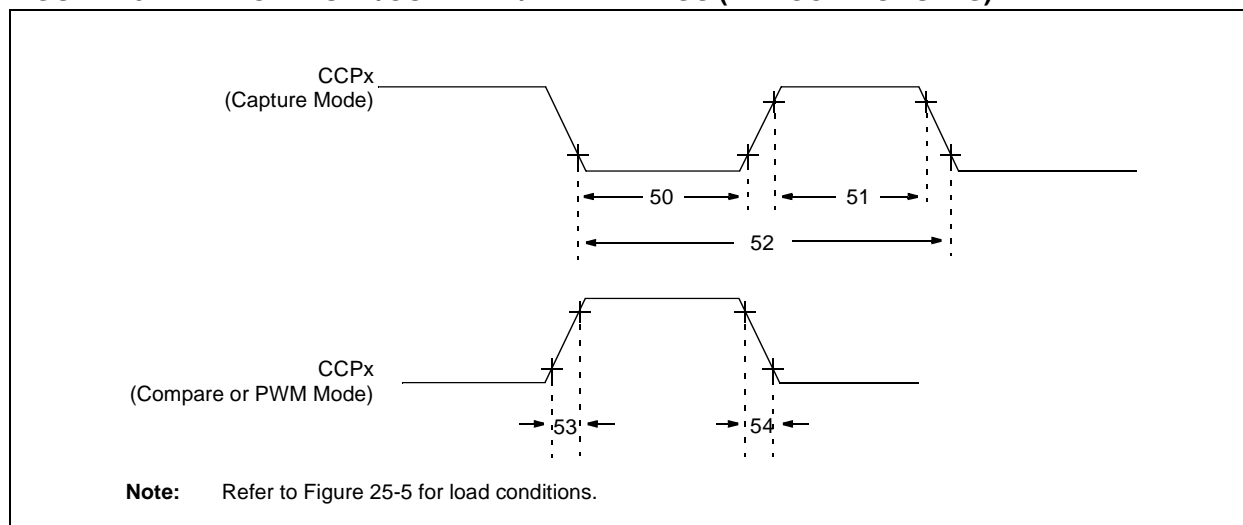 CCPx
(Capture Mode)
50
51
52
CCPx
(Compare or PWM Mode)
53
54
Note: Refer to Figure 25-5 for load conditions.